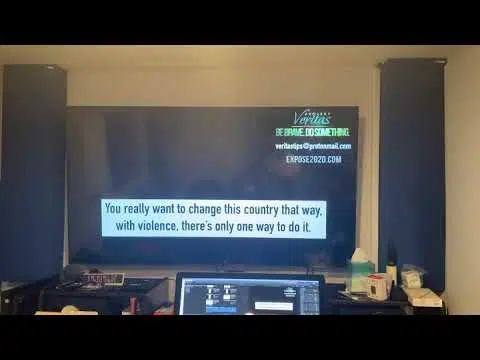 PROJECT
Veritas
BE BRAVE. DO SOMETHING.
veritastips@protonmail.com
EXPOSE2020.COM
You really want to change this country that way,
with violence, there's only one way to do it.